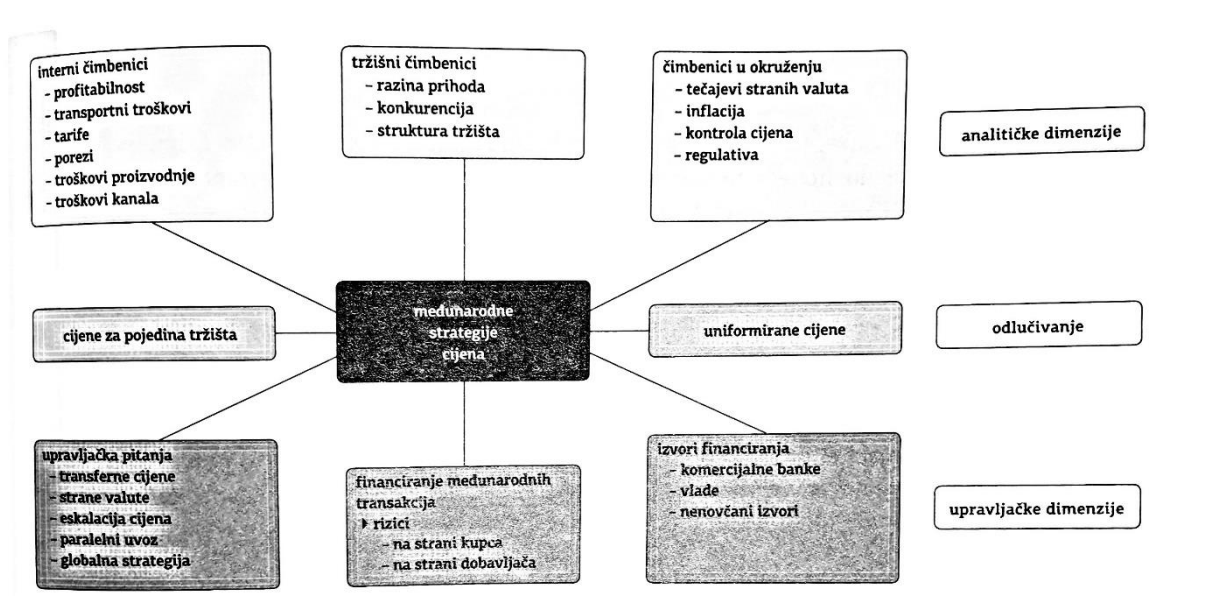 interni čimbenici
- profitabilnost
- transportni troškovi
- tarife
- porezi
- troškovi proizvodnje
- troškovi kanala
tržišni čimbenici
- razina prihoda
- konkurencija
- struktura tržišta
čimbenici u okruženju
- tečajevi stranih valuta
- inflacija
- kontrola cijena
- regulativa
analitičke dimenzije
cijene za pojedina tržišta
međunarodne
strategije
cijena
uniformirane cijene
odlučivanje
upravljačka pitanja
- transferne cijene
- strane valute
- eskalacija cijena
- paralelni uvoz
- globalna strategija
financiranje međunarodnih
transakcija
rizici
- na strani kupca
- na strani dobavljača
izvori financiranja
- komercijalne banke
- vlade
- nenovčani izvori
upravljačke dimenzije